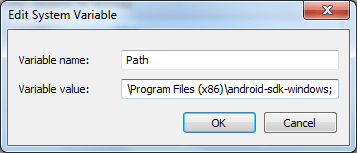 Edit System Variable
Variable name: Path
Variable value: \Program Files (x86)\android-sdk-windows;
OK Cancel